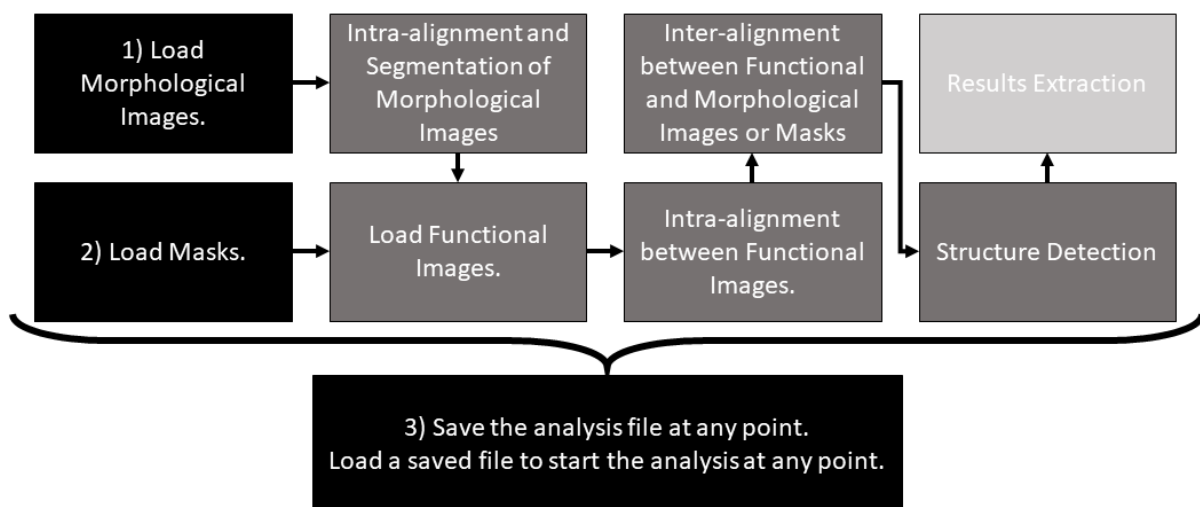 1) Load
Morphological
Images.
Intra-alignment and
Segmentation of
Morphological
Images
Inter-alignment
between Functional
and Morphological
Images or Masks
Results Extraction
2) Load Masks.
Load Functional
Images.
Intra-alignment
between Functional
Images.
Structure Detection
3) Save the analysis file at any point.
Load a saved file to start the analysis at any point.